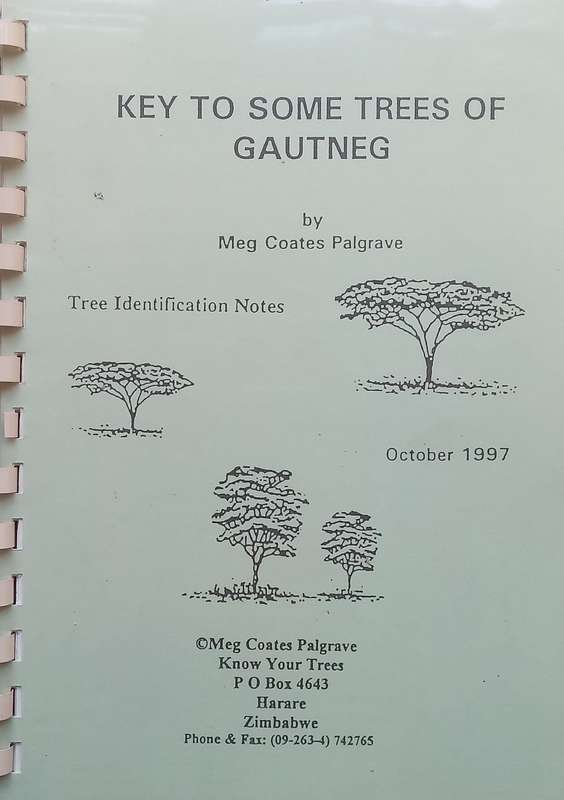 KEY TO SOME TREES OF
GAUTNEG
by
Meg Coates Palgrave
Tree Identification Notes
October 1997
©Meg Coates Palgrave
Know Your Trees
P O Box 4643
Harare
Zimbabwe
Phone & Fax: (09-263-4) 742765